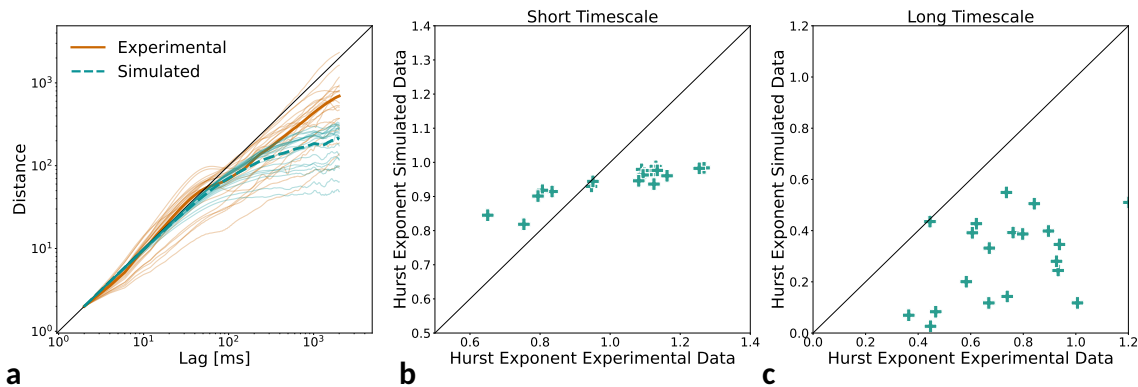 Experimental
Simulated
Distance
10³
10²
10¹
10⁰
10⁰ 10¹ 10² 10³
Lag [ms]
a
Short Timescale
Hurst Exponent Simulated Data
1.4
1.3
1.2
1.1
1.0
0.9
0.8
0.7
0.6
0.5
0.6 0.8 1.0 1.2 1.4
Hurst Exponent Experimental Data
b
Long Timescale
Hurst Exponent Simulated Data
1.2
1.0
0.8
0.6
0.4
0.2
0.0
0.0 0.2 0.4 0.6 0.8 1.0 1.2
Hurst Exponent Experimental Data
c